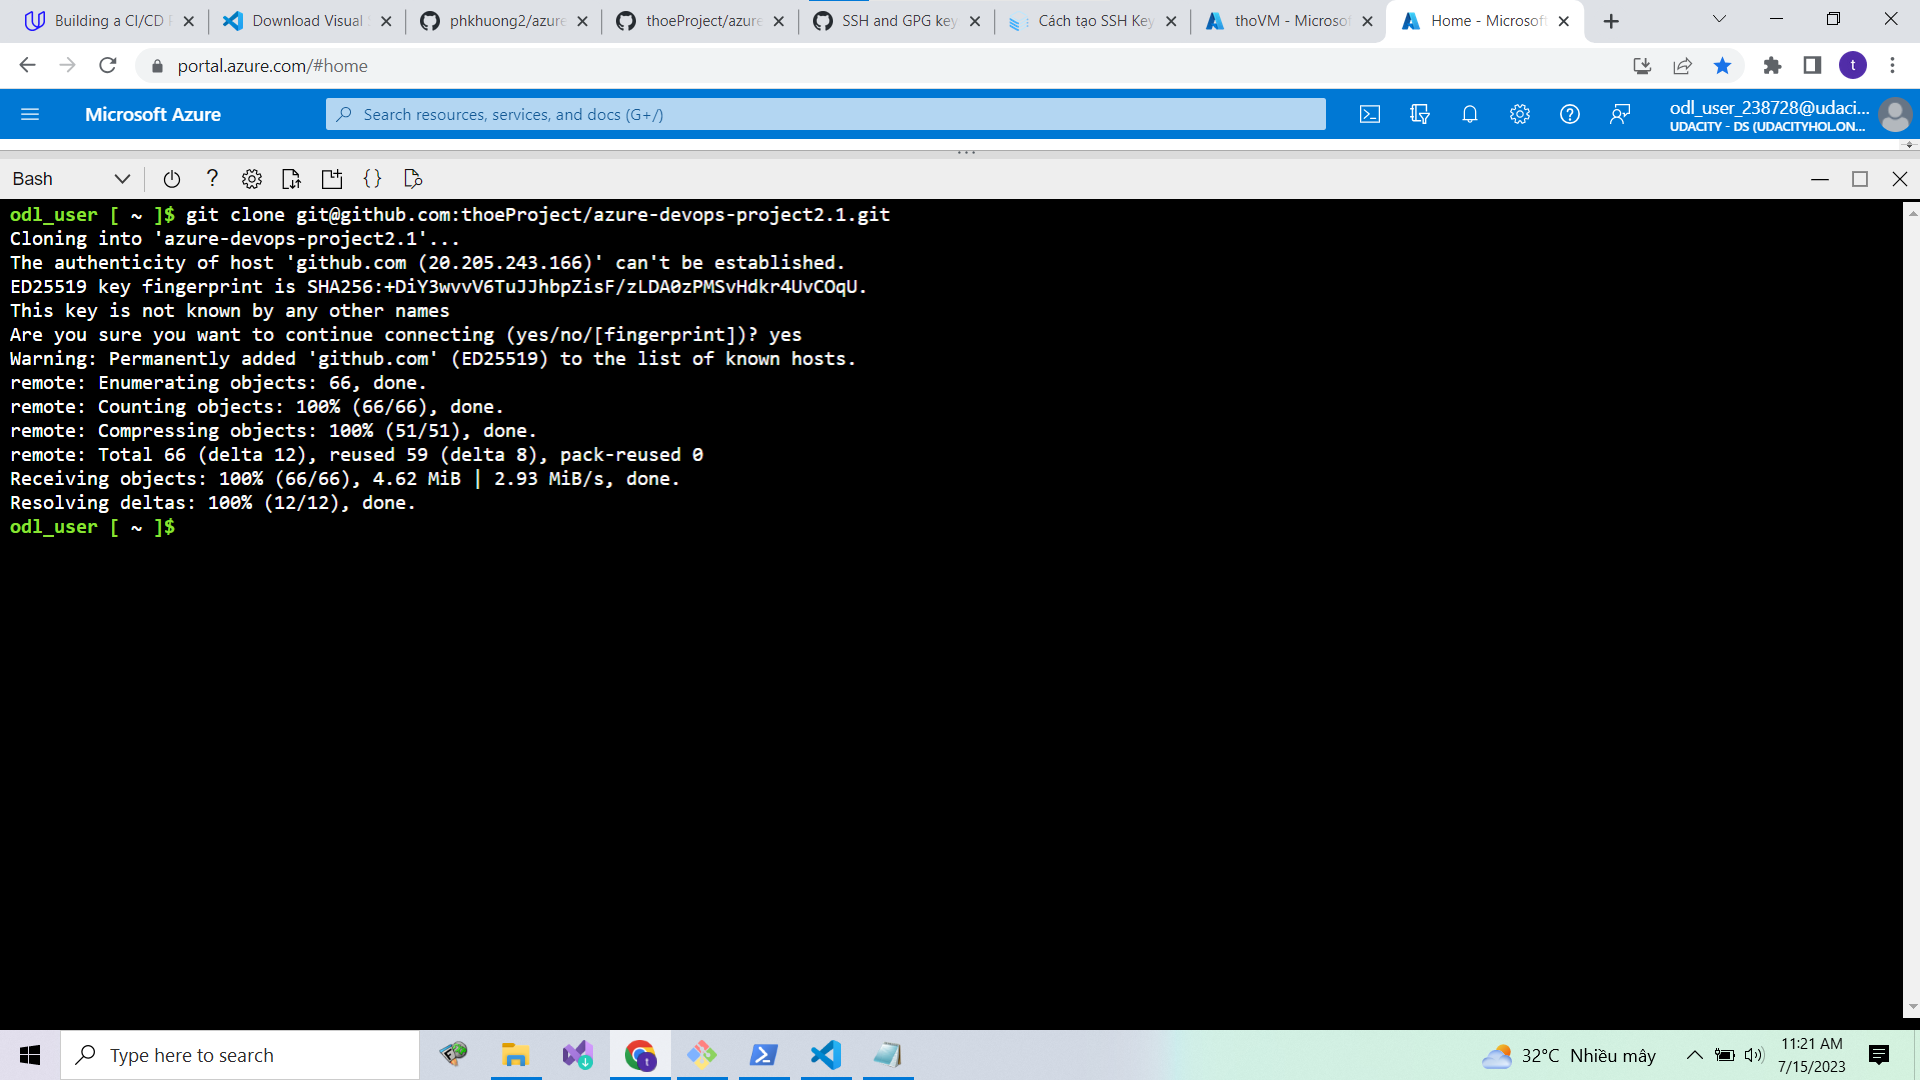 Building a CI/CD
Download Visual
phkhuong2/azure
thoeProject/azure
SSH and GPG key
Cách tạo SSH Key
thoVM - Microsof
Home - Microsoft
portal.azure.com/#home
t
Microsoft Azure
Search resources, services, and docs (G+/)
odl_user_238728@udaci...
UDACITY - DS (UDACITYHOL.ON...
Bash
odl_user [ ~ ]$ git clone git@github.com:thoeProject/azure-devops-project2.1.git
Cloning into 'azure-devops-project2.1'...
The authenticity of host 'github.com (20.205.243.166)' can't be established.
ED25519 key fingerprint is SHA256:+DiY3wvvV6TuJJhbpZisF/zLDA0zPMSvHdkr4UvCOqU.
This key is not known by any other names
Are you sure you want to continue connecting (yes/no/[fingerprint])? yes
Warning: Permanently added 'github.com' (ED25519) to the list of known hosts.
remote: Enumerating objects: 66, done.
remote: Counting objects: 100% (66/66), done.
remote: Compressing objects: 100% (51/51), done.
remote: Total 66 (delta 12), reused 59 (delta 8), pack-reused 0
Receiving objects: 100% (66/66), 4.62 MiB | 2.93 MiB/s, done.
Resolving deltas: 100% (12/12), done.
odl_user [ ~ ]$
Type here to search
32°C Nhiều mây
11:21 AM
7/15/2023